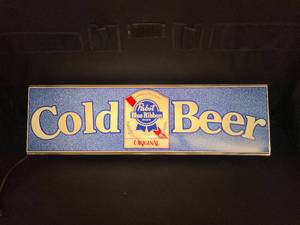 Cold Beer
Pabst
Blue Ribbon
ORIGINAL